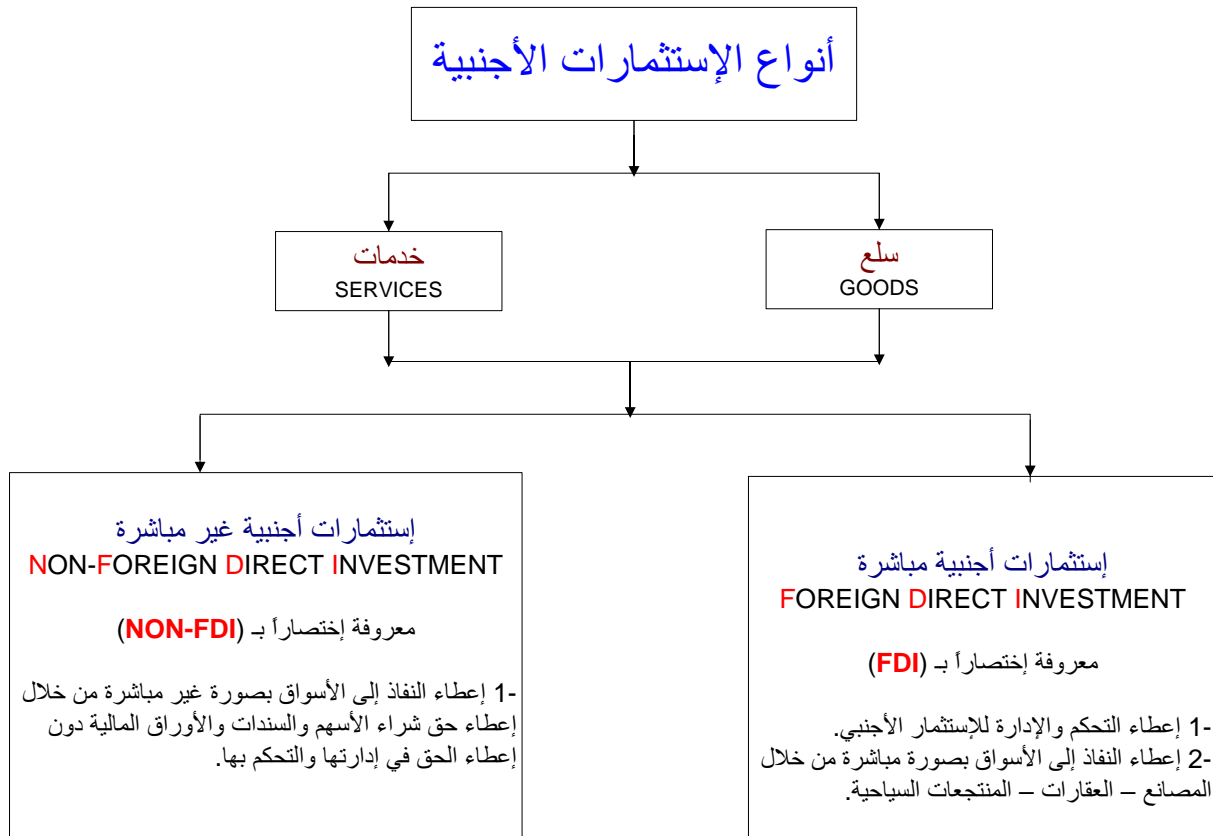 أنواع الإستثمارات الأجنبية
سلع
GOODS
خدمات
SERVICES
إستثمارات أجنبية مباشرة
FOREIGN DIRECT INVESTMENT
معروفة إختصاراً بـ (FDI)
1- إعطاء التحكم والإدارة للإستثمار الأجنبي.
2- إعطاء النفاذ إلى الأسواق بصورة مباشرة من خلال
المصانع – العقارات – المنتجعات السياحية.
إستثمارات أجنبية غير مباشرة
NON-FOREIGN DIRECT INVESTMENT
معروفة إختصاراً بـ (NON-FDI)
1- إعطاء النفاذ إلى الأسواق بصورة غير مباشرة من خلال
إعطاء حق شراء الأسهم والسندات والأوراق المالية دون
إعطاء الحق في إدارتها والتحكم بها.